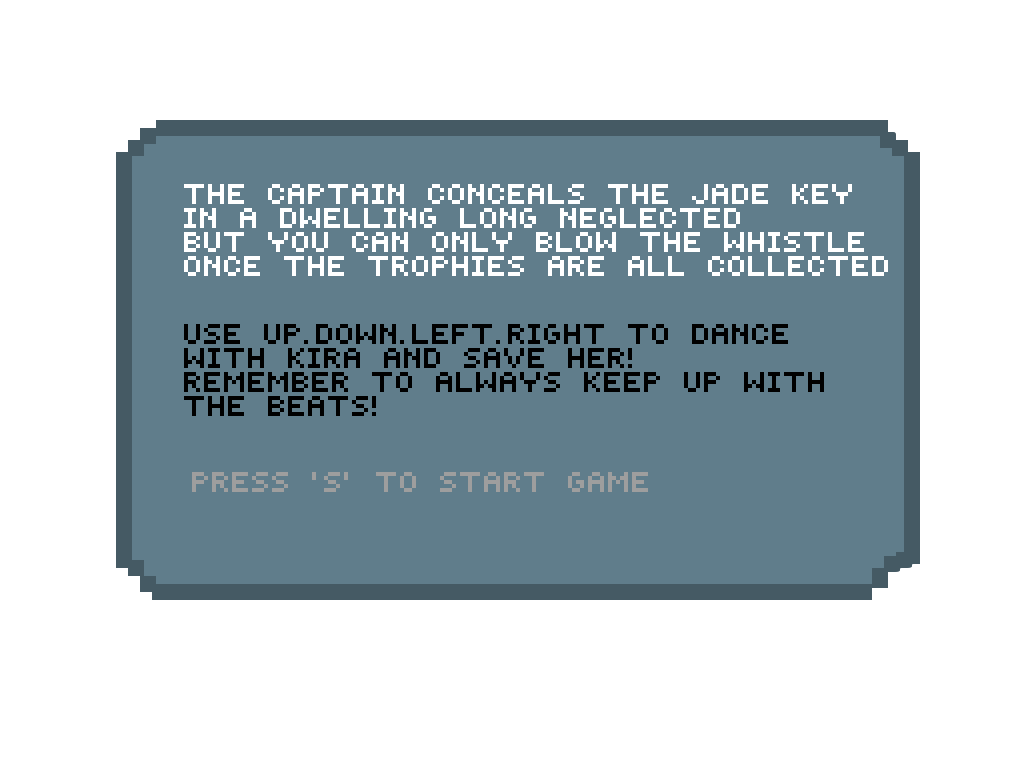 THE CAPTAIN CONCEALS THE JADE KEY
IN A DWELLING LONG NEGLECTED
BUT YOU CAN ONLY BLOW THE WHISTLE
ONCE THE TROPHIES ARE ALL COLLECTED
USE UP.DOWN.LEFT.RIGHT TO DANCE
WITH KIRA AND SAVE HER!
REMEMBER TO ALWAYS KEEP UP WITH
THE BEATS!
PRESS 'S' TO START GAME